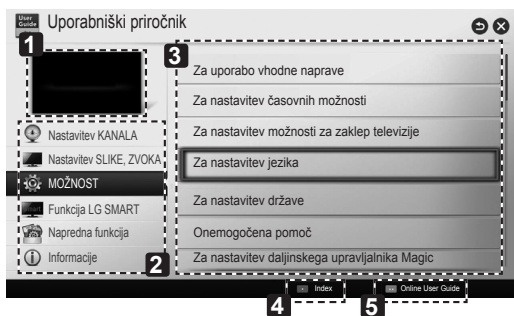 User Guide
Uporabniški priročnik
1
3
Za uporabo vhodne naprave
Za nastavitev časovnih možnosti
Za nastavitev možnosti za zaklep televizije
Za nastavitev jezika
Za nastavitev države
Onemogočena pomoč
Za nastavitev daljinskega upravljalnika Magic
Nastavitev KANALA
Nastavitev SLIKE, ZVOKA
MOŽNOST
Funkcija LG SMART
Napredna funkcija
Informacije
2
Index
Online User Guide
4
5